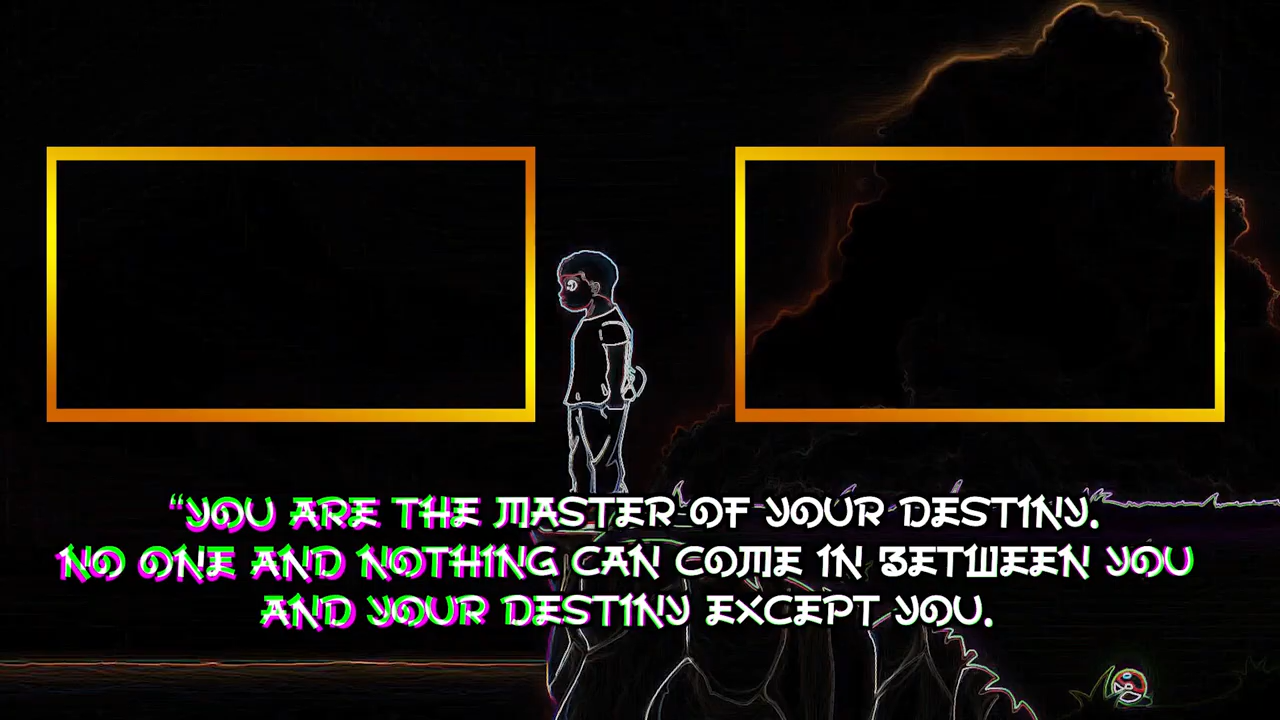 “YOU ARE THE MASTER OF YOUR DESTINY.
NO ONE AND NOTHING CAN COME IN BETWEEN YOU
AND YOUR DESTINY EXCEPT YOU.